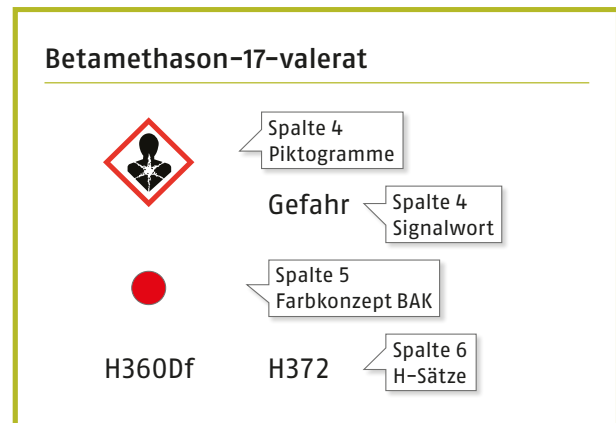 Betamethason-17-valerat
Spalte 4
Piktogramme
Gefahr
Spalte 4
Signalwort
Spalte 5
Farbkonzept BAK
H360Df
H372
Spalte 6
H-Sätze